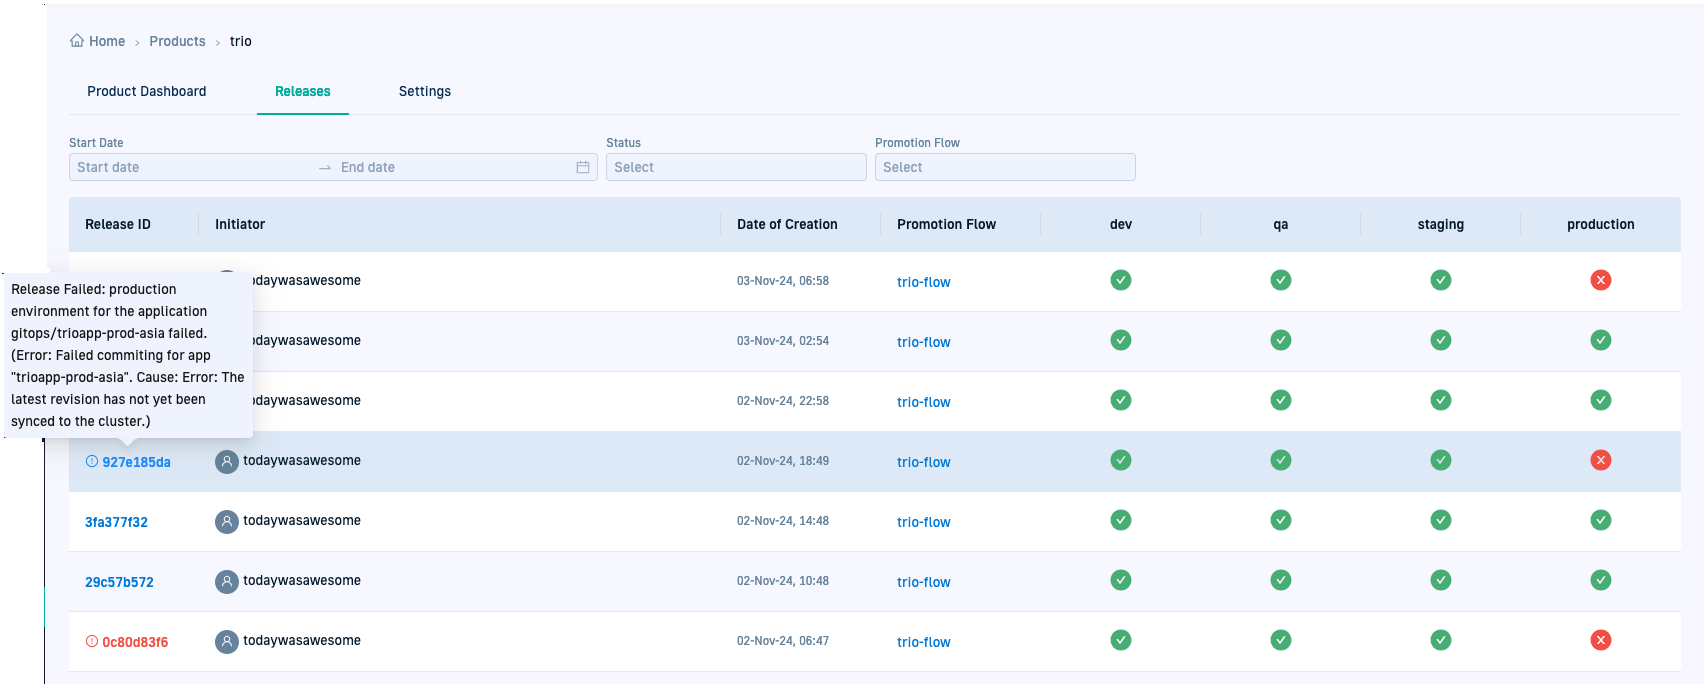 Home > Products > trio
Product Dashboard Releases Settings
Start Date Status Promotion Flow
Start date → End date Select Select
Release ID Initiator Date of Creation Promotion Flow dev qa staging production
todaywasawesome 03-Nov-24, 06:58 trio-flow
Release Failed: production
environment for the application
gitops/trioapp-prod-asia failed.
(Error: Failed commiting for app
"trioapp-prod-asia". Cause: Error: The
latest revision has not yet been
synced to the cluster.)
odaywasawesome 03-Nov-24, 02:54 trio-flow
odaywasawesome 02-Nov-24, 22:58 trio-flow
927e185da todaywasawesome 02-Nov-24, 18:49 trio-flow
3fa377f32 todaywasawesome 02-Nov-24, 14:48 trio-flow
29c57b572 todaywasawesome 02-Nov-24, 10:48 trio-flow
0c80d83f6 todaywasawesome 02-Nov-24, 06:47 trio-flow